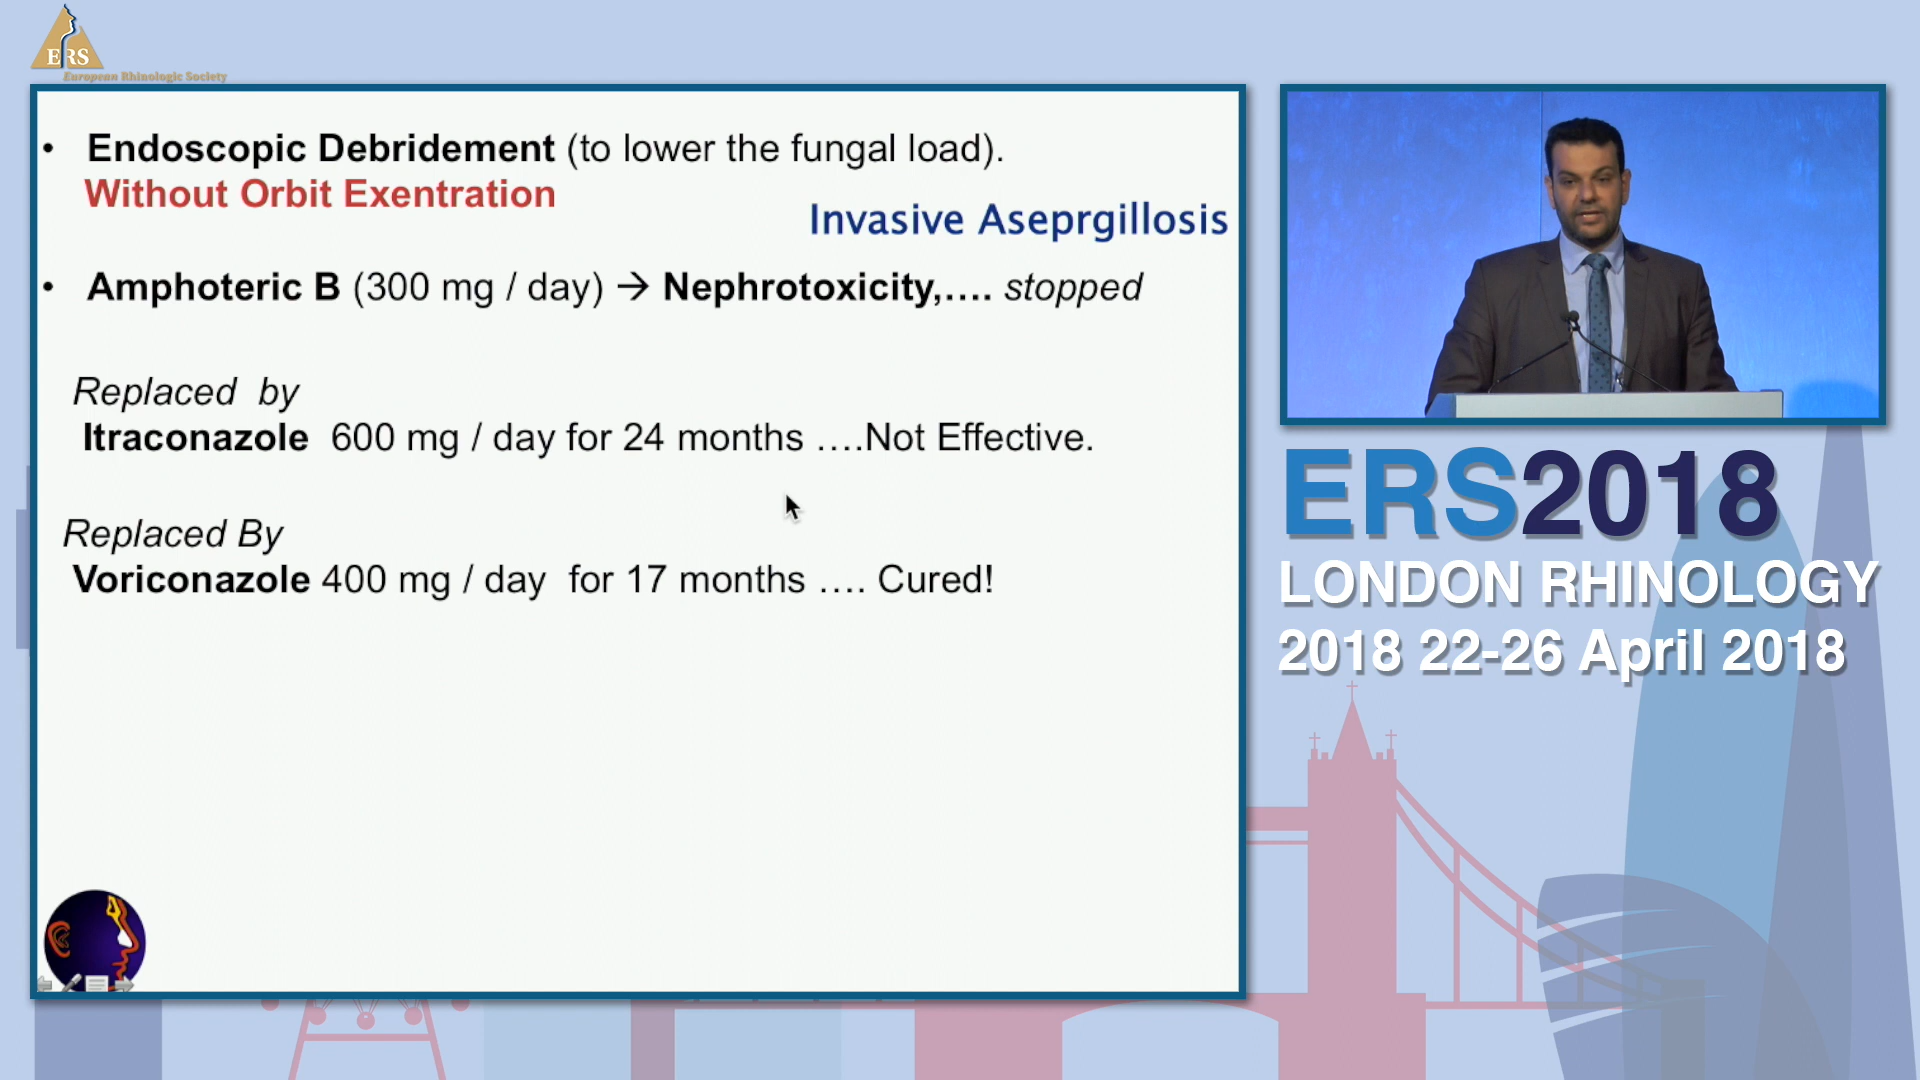 ERS
European Rhinologic Society
• Endoscopic Debridement (to lower the fungal load).
Without Orbit Exentration
Invasive Aseprgillosis
• Amphoteric B (300 mg / day) → Nephrotoxicity,.... stopped
Replaced by
Itraconazole 600 mg / day for 24 months ....Not Effective.
Replaced By
Voriconazole 400 mg / day for 17 months .... Cured!
ERS2018
LONDON RHINOLOGY
2018 22-26 April 2018